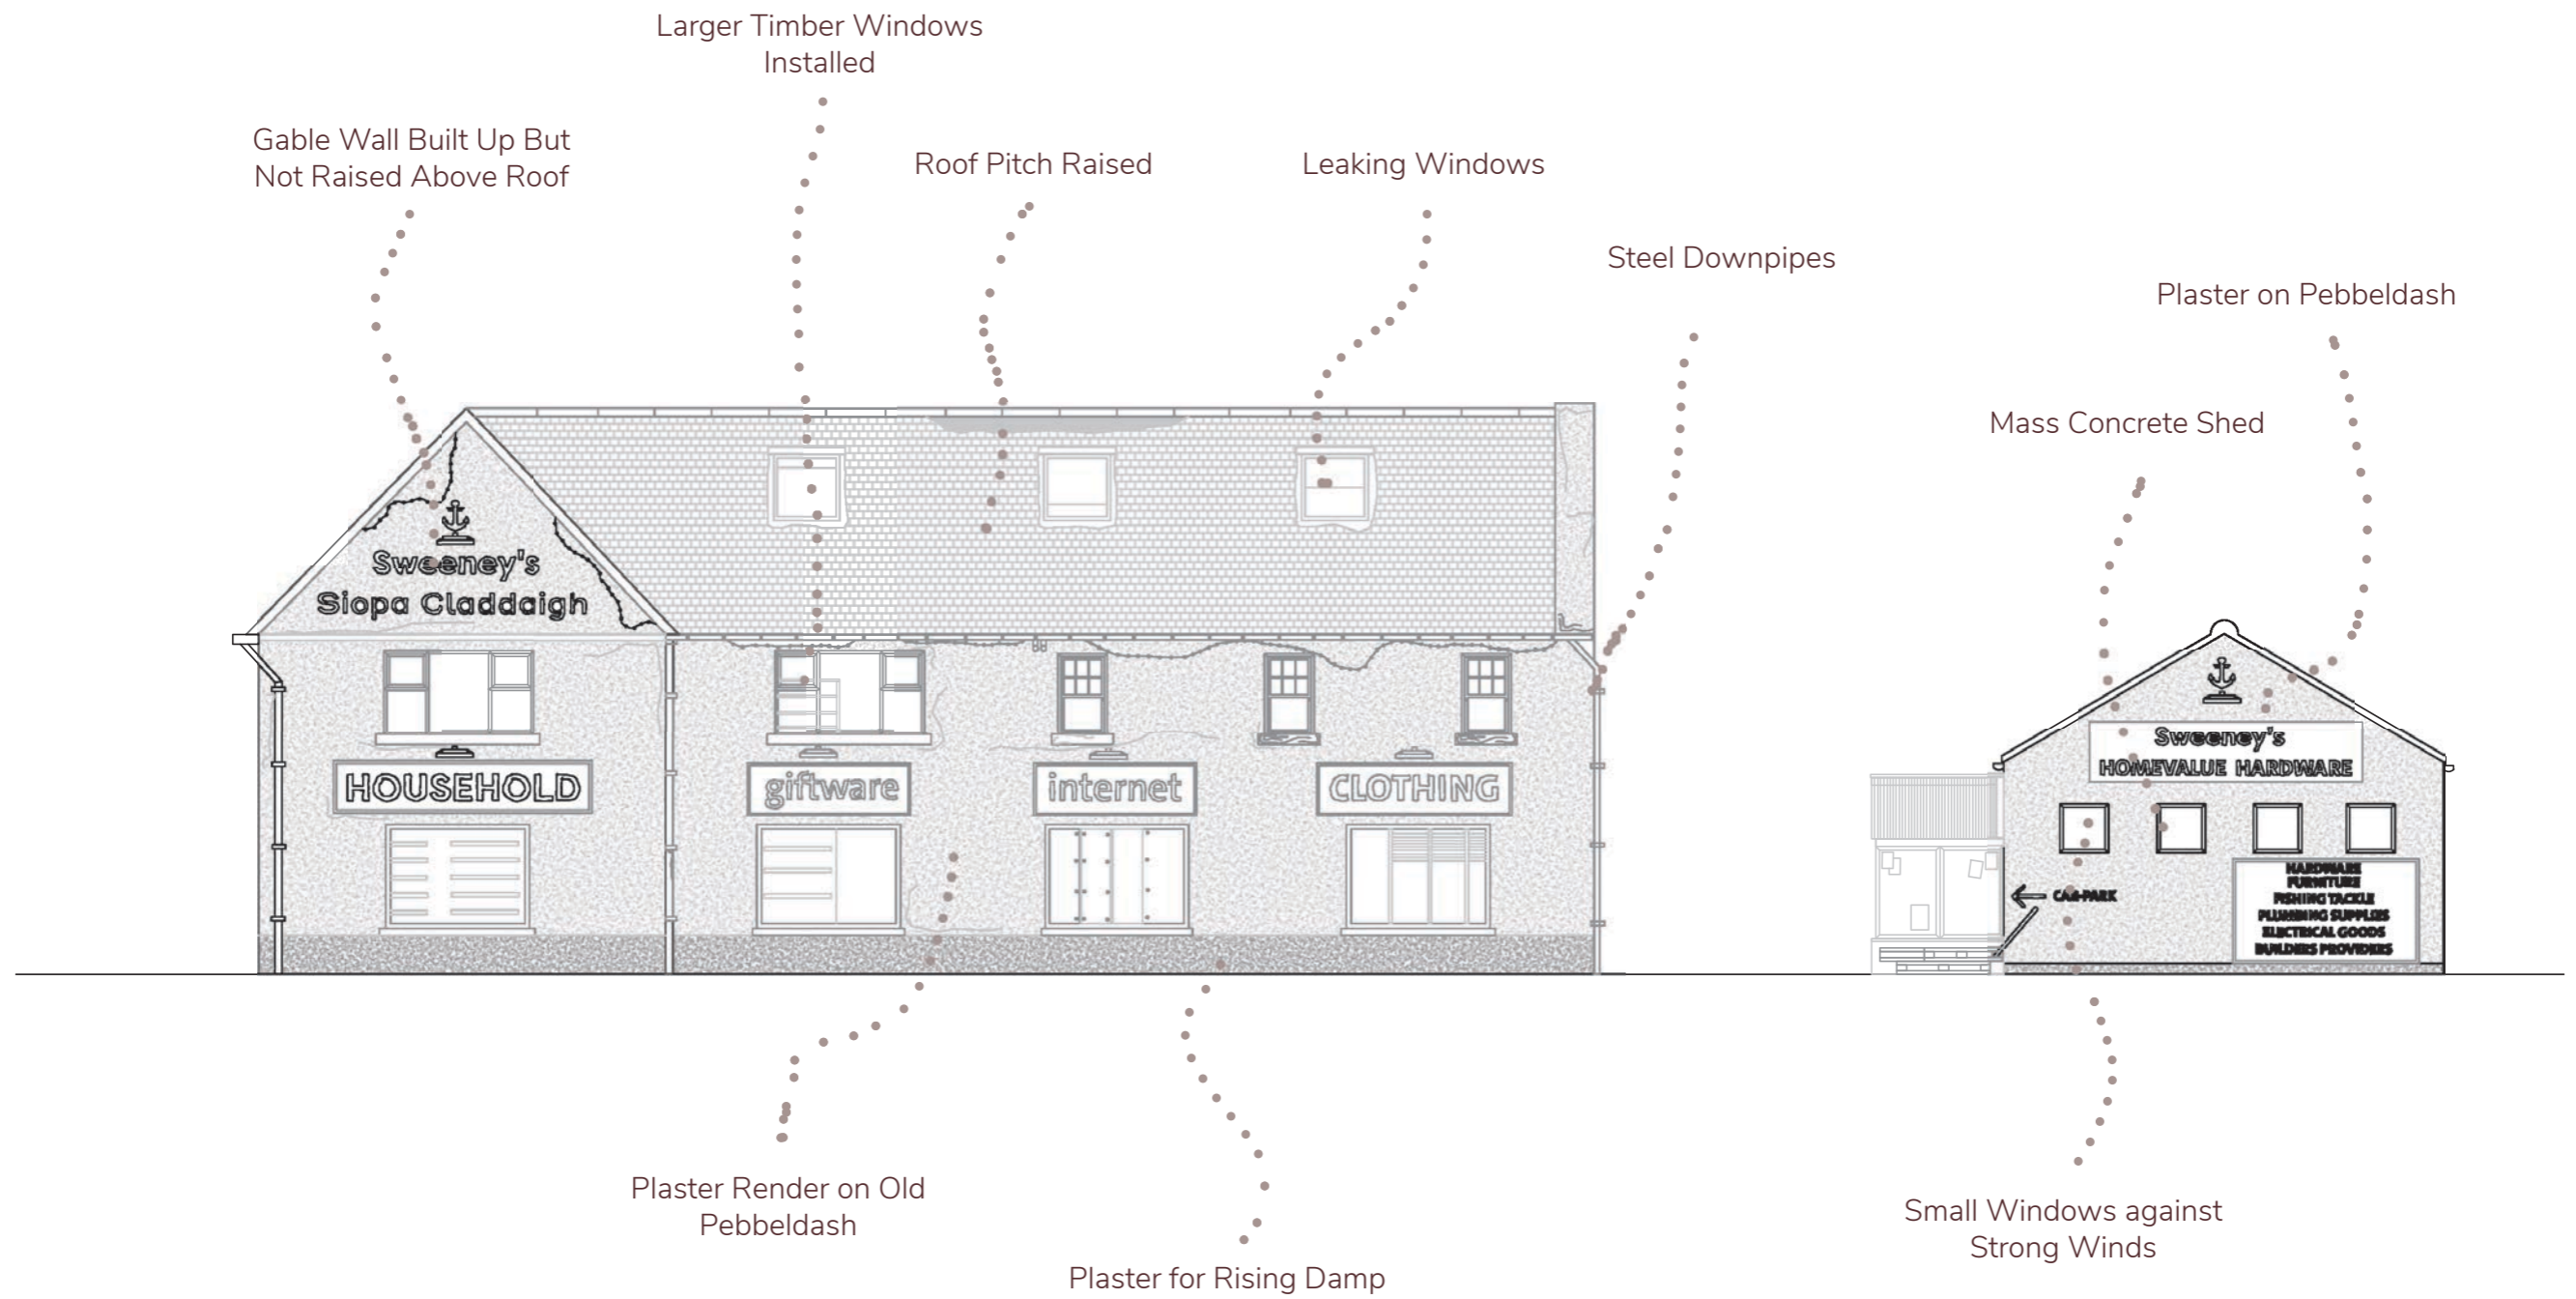 Larger Timber Windows
Installed
Gable Wall Built Up But
Not Raised Above Roof
Roof Pitch Raised
Leaking Windows
Steel Downpipes
Plaster on Pebbeldash
Mass Concrete Shed
Sweeney's
Siopa Claddaigh
HOUSEHOLD
giftware
internet
CLOTHING
Sweeney's
HOMEVALUE HARDWARE
CAR-PARK
HARDWARE
FURNITURE
FISHING TACKLE
PLUMBING SUPPLIES
ELECTRICAL GOODS
BUILDERS PROVIDERS
Plaster Render on Old
Pebbeldash
Plaster for Rising Damp
Small Windows against
Strong Winds